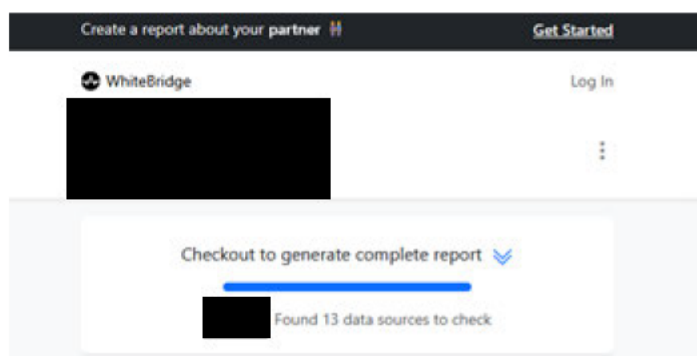 Create a report about your partner
Get Started
WhiteBridge
Log In
Checkout to generate complete report
Found 13 data sources to check